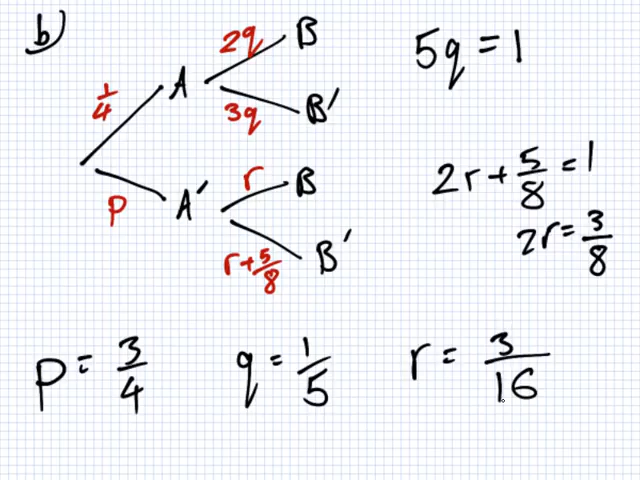 b)
1/4
A
2q
B
3q
B'
p
A'
r
B
r+5/8
B'
5q = 1
2r + 5/8 = 1
2r = 3/8
p = 3/4
q = 1/5
r = 3/16